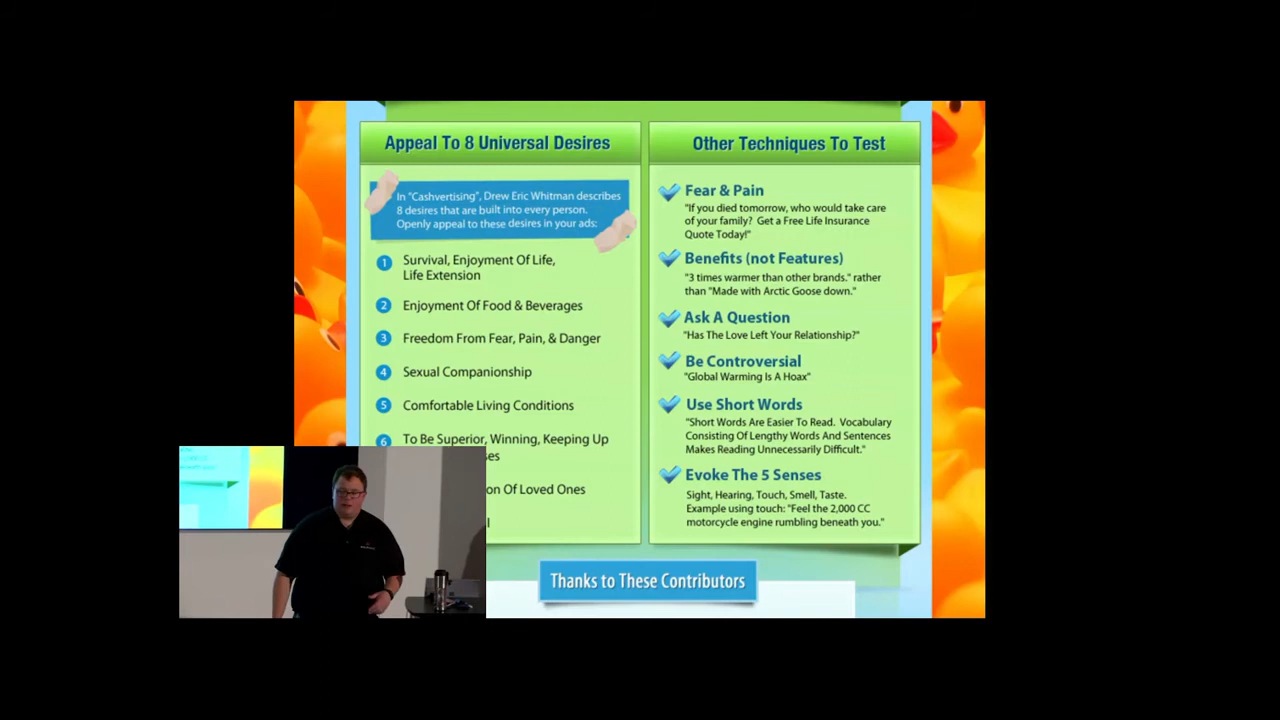 Appeal To 8 Universal Desires
In "Cashvertising", Drew Eric Whitman describes
8 desires that are built into every person.
Openly appeal to these desires in your ads:
1 Survival, Enjoyment Of Life,
Life Extension
2 Enjoyment Of Food & Beverages
3 Freedom From Fear, Pain, & Danger
4 Sexual Companionship
5 Comfortable Living Conditions
6 To Be Superior, Winning, Keeping Up
Of Loved Ones
Other Techniques To Test
Fear & Pain
"If you died tomorrow, who would take care
of your family? Get a Free Life Insurance
Quote Today!"
Benefits (not Features)
"3 times warmer than other brands." rather
than "Made with Arctic Goose down."
Ask A Question
"Has The Love Left Your Relationship?"
Be Controversial
"Global Warming Is A Hoax"
Use Short Words
"Short Words Are Easier To Read. Vocabulary
Consisting Of Lengthy Words And Sentences
Makes Reading Unnecessarily Difficult."
Evoke The 5 Senses
Sight, Hearing, Touch, Smell, Taste.
Example using touch: "Feel the 2,000 CC
motorcycle engine rumbling beneath you."
Thanks to These Contributors